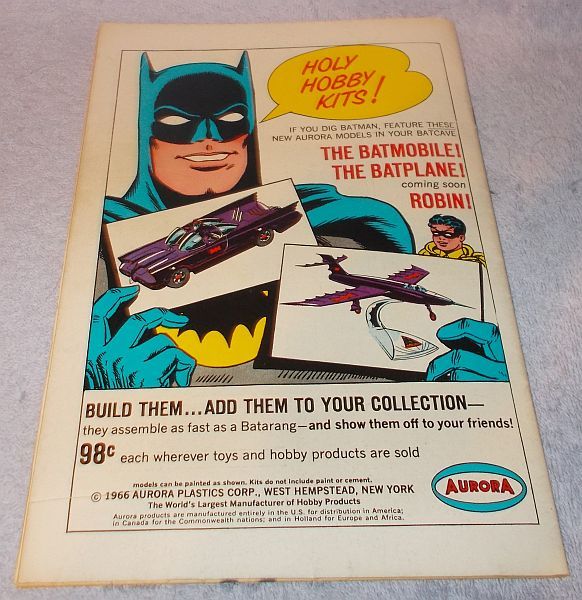 HOLY
HOBBY
KITS!
IF YOU DIG BATMAN, FEATURE THESE
NEW AURORA MODELS IN YOUR BATCAVE
THE BATMOBILE!
THE BATPLANE!
coming soon
ROBIN!
BUILD THEM...ADD THEM TO YOUR COLLECTION—
they assemble as fast as a Batarang—and show them off to your friends!
98c each wherever toys and hobby products are sold
models can be painted as shown. Kits do not include paint or cement.
© 1966 AURORA PLASTICS CORP., WEST HEMPSTEAD, NEW YORK
The World's Largest Manufacturer of Hobby Products
Aurora products are manufactured entirely in the U.S. for distribution in America;
in Canada for the Commonwealth nations; and in Holland for Europe and Africa.
AURORA